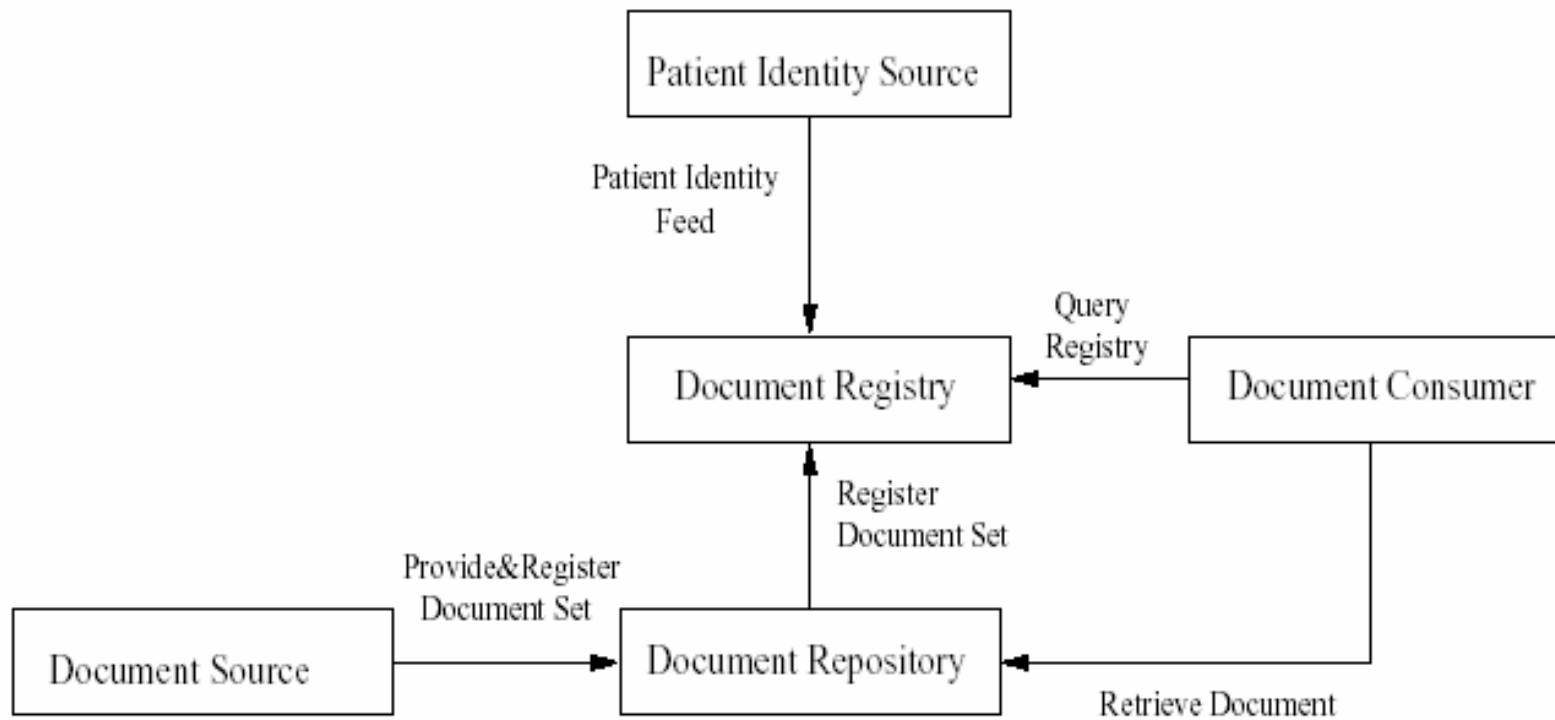 Patient Identity Source
Patient Identity
Feed
Query
Registry
Document Registry
Document Consumer
Register
Document Set
Provide&Register
Document Set
Document Source
Document Repository
Retrieve Document